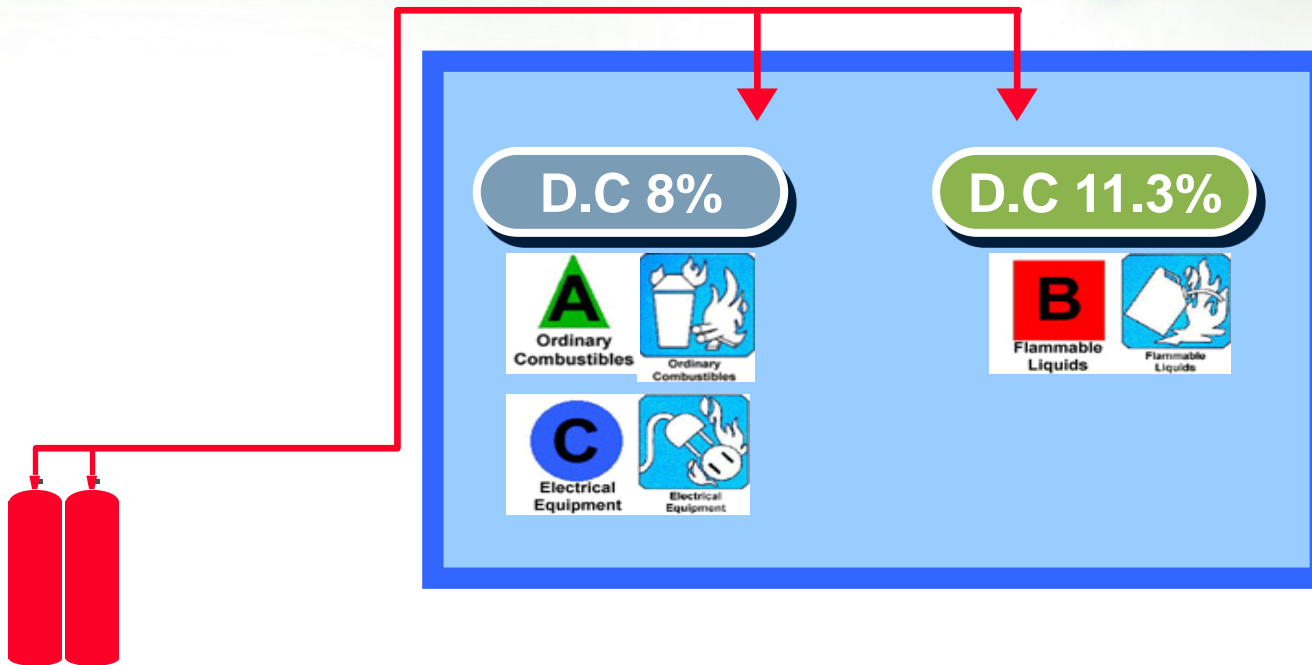 D.C 8%
D.C 11.3%
A
Ordinary
Combustibles
Ordinary
Combustibles
B
Flammable
Liquids
Flammable
Liquids
C
Electrical
Equipment
Electrical
Equipment